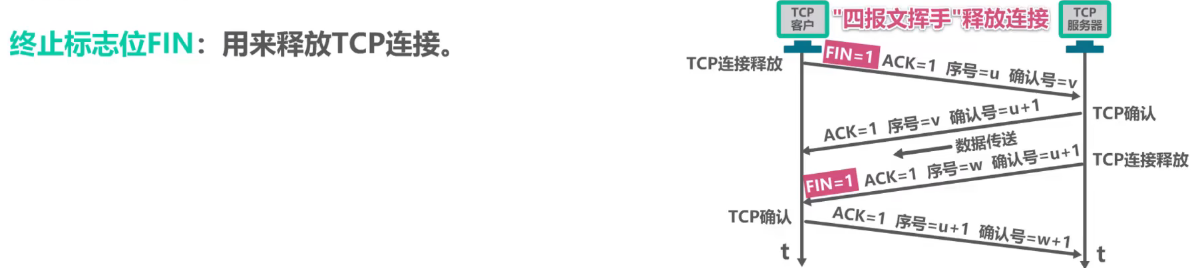 终止标志位FIN：用来释放TCP连接。
TCP
客户
"四报文挥手"释放连接
TCP
服务器
TCP连接释放
FIN=1 ACK=1 序号=u 确认号=v
ACK=1 序号=v 确认号=u+1
TCP确认
数据传送
FIN=1 ACK=1 序号=w 确认号=u+1
TCP连接释放
TCP确认
ACK=1 序号=u+1 确认号=w+1
t
t